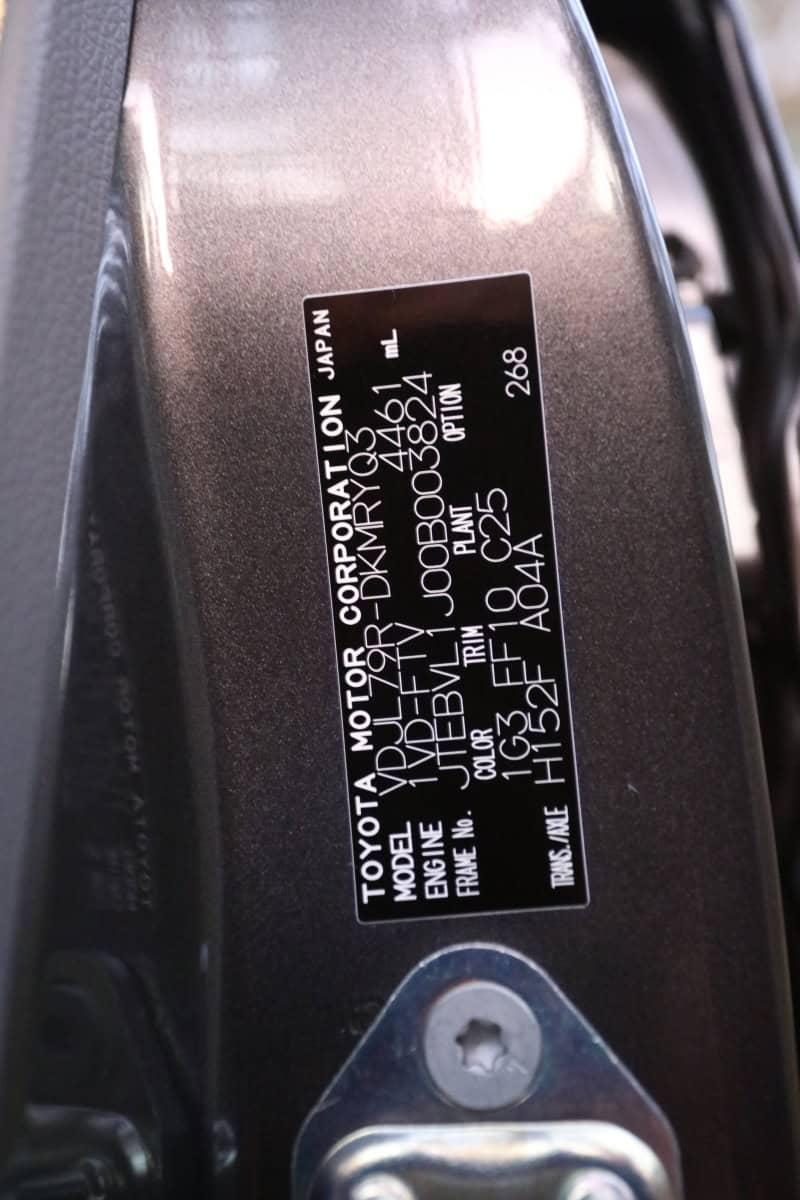 TOYOTA MOTOR CORPORATION JAPAN
MODEL VDJL79R-DKMRYQ3
ENGINE 1VD-FTV 4461 mL
FRAME No. JTEBVL1J00B003824
COLOR TRIM PLANT OPTION
1G3 FF10 C25
TRANS./AXLE H152F A04A 268